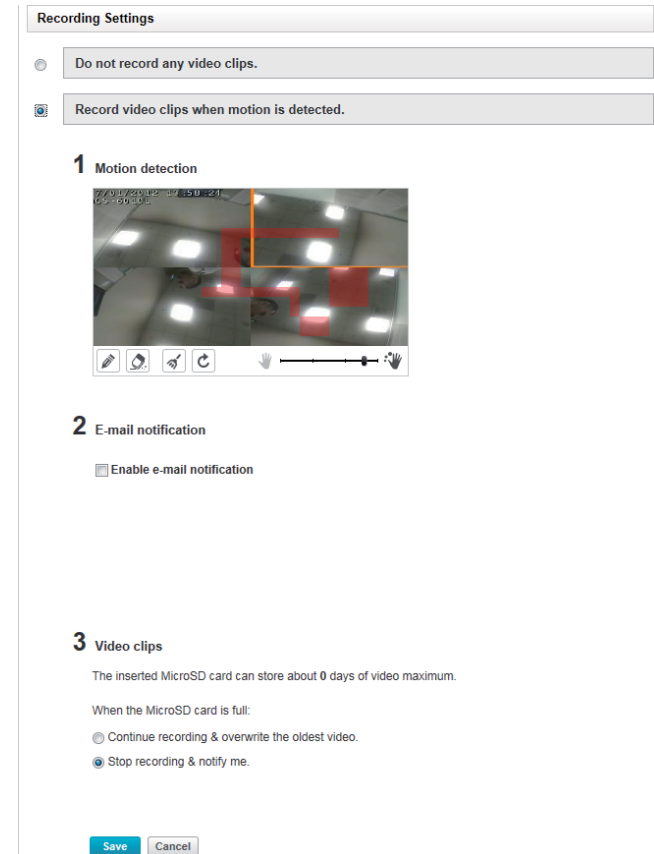 Recording Settings
Do not record any video clips.
Record video clips when motion is detected.
1 Motion detection
2 E-mail notification
Enable e-mail notification
3 Video clips
The inserted MicroSD card can store about 0 days of video maximum.
When the MicroSD card is full:
Continue recording & overwrite the oldest video.
Stop recording & notify me.
Save Cancel